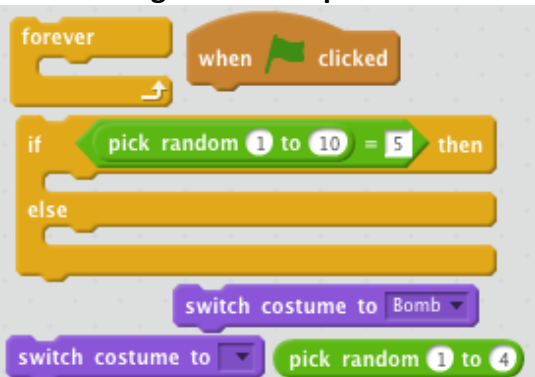 forever
when clicked
if pick random 1 to 10 = 5 then
else
switch costume to Bomb
switch costume to pick random 1 to 4